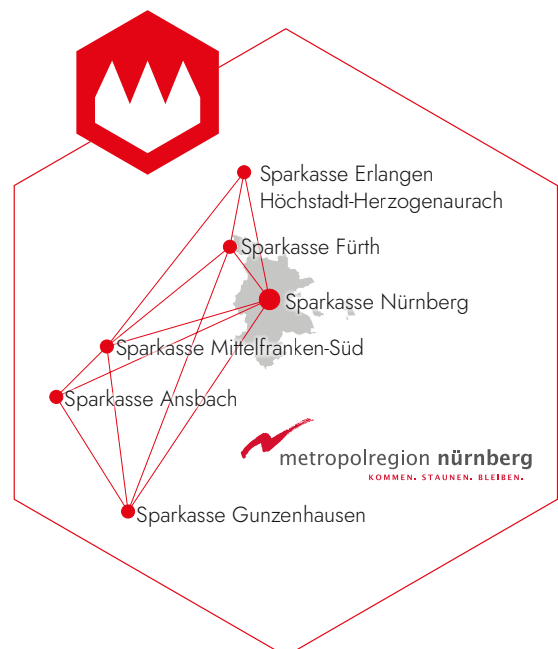 Sparkasse Erlangen
Höchstadt-Herzogenaurach
Sparkasse Fürth
Sparkasse Nürnberg
Sparkasse Mittelfranken-Süd
Sparkasse Ansbach
metropolregion nürnberg
KOMMEN. STAUNEN. BLEIBEN.
Sparkasse Gunzenhausen